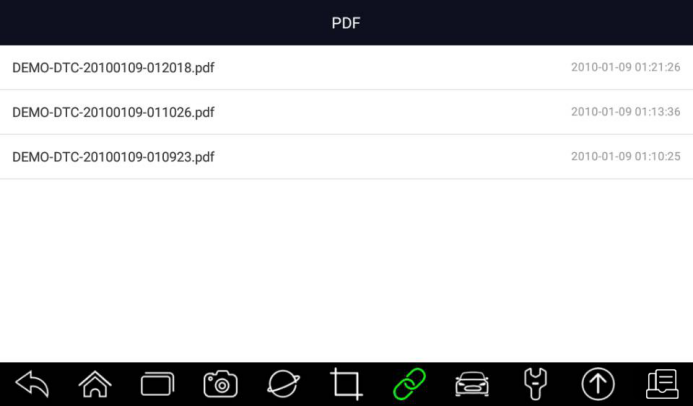 PDF
DEMO-DTC-20100109-012018.pdf 2010-01-09 01:21:26
DEMO-DTC-20100109-011026.pdf 2010-01-09 01:13:36
DEMO-DTC-20100109-010923.pdf 2010-01-09 01:10:25